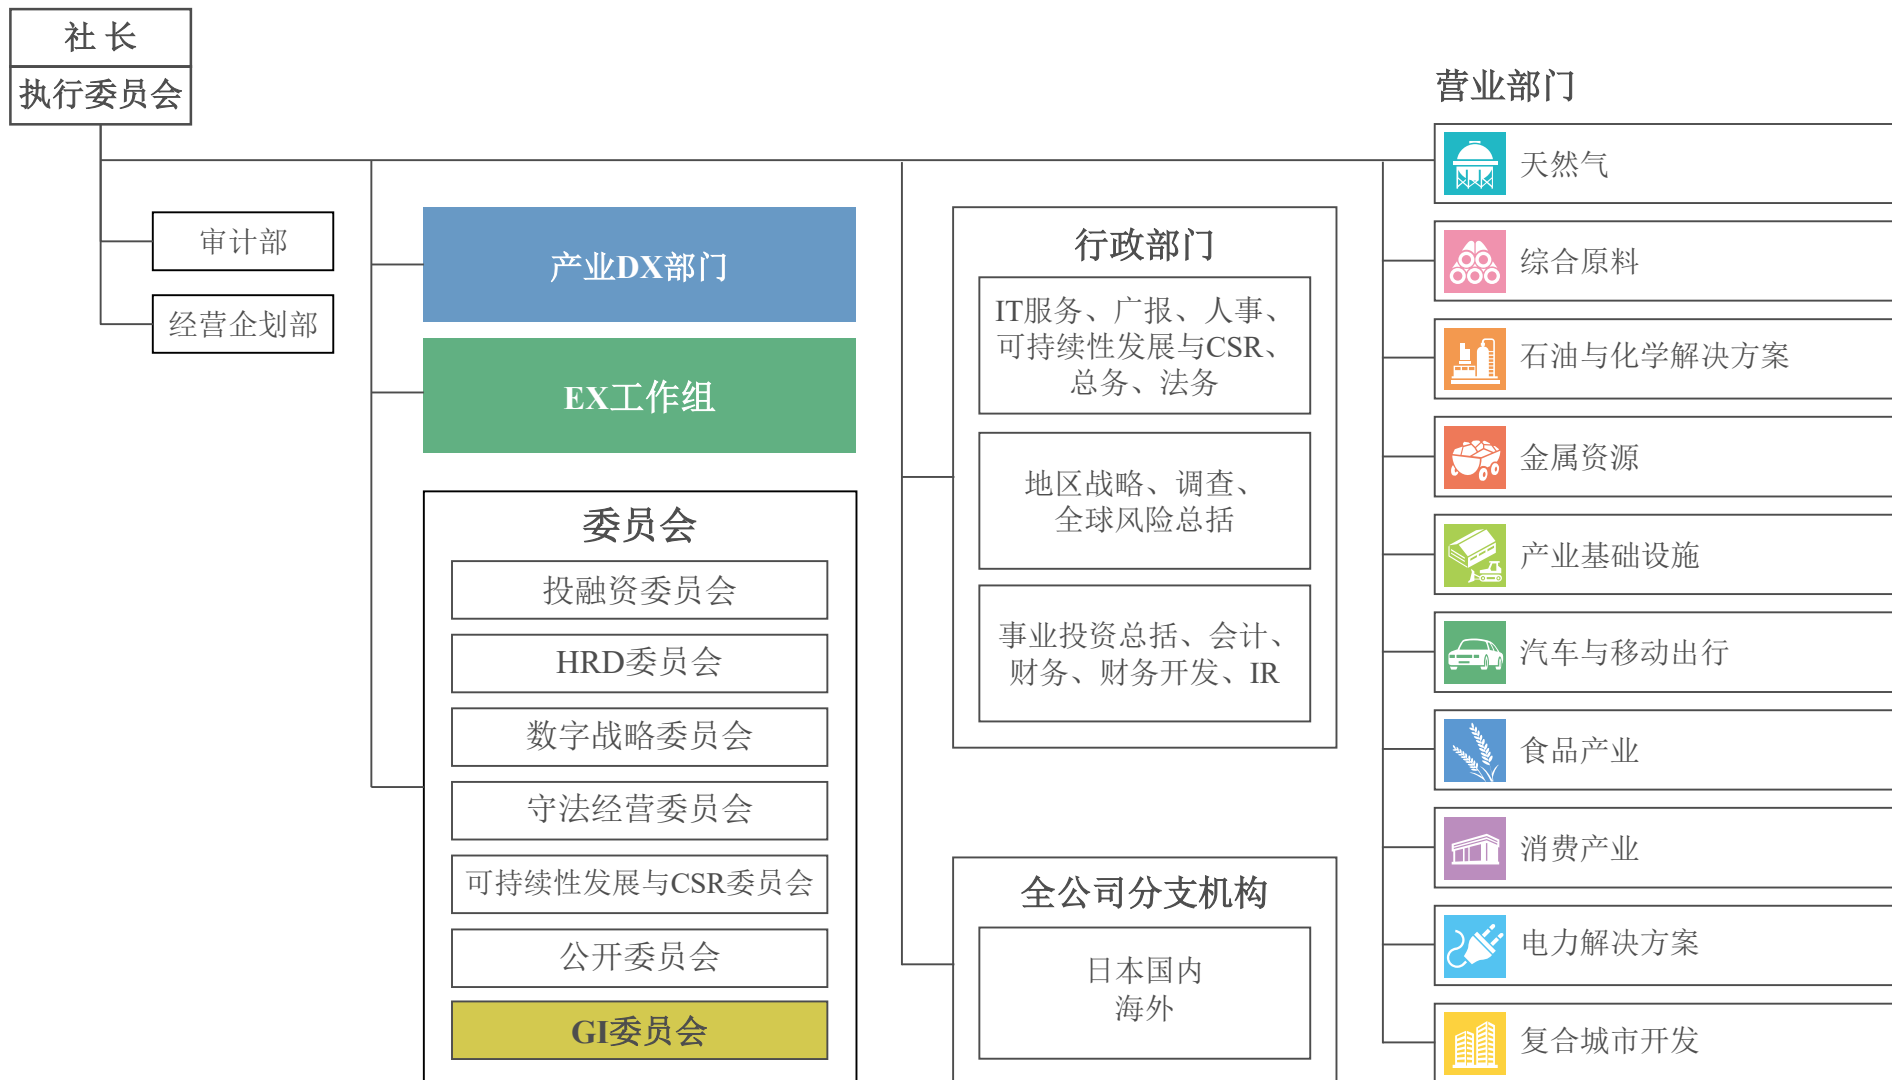 社长
执行委员会
审计部
经营企划部
产业DX部门
EX工作组
委员会
投融资委员会
HRD委员会
数字战略委员会
守法经营委员会
可持续性发展与CSR委员会
公开委员会
GI委员会
行政部门
IT服务、广报、人事、
可持续性发展与CSR、
总务、法务
地区战略、调查、
全球风险总括
事业投资总括、会计、
财务、财务开发、IR
全公司分支机构
日本国内
海外
营业部门
天然气
综合原料
石油与化学解决方案
金属资源
产业基础设施
汽车与移动出行
食品产业
消费产业
电力解决方案
复合城市开发